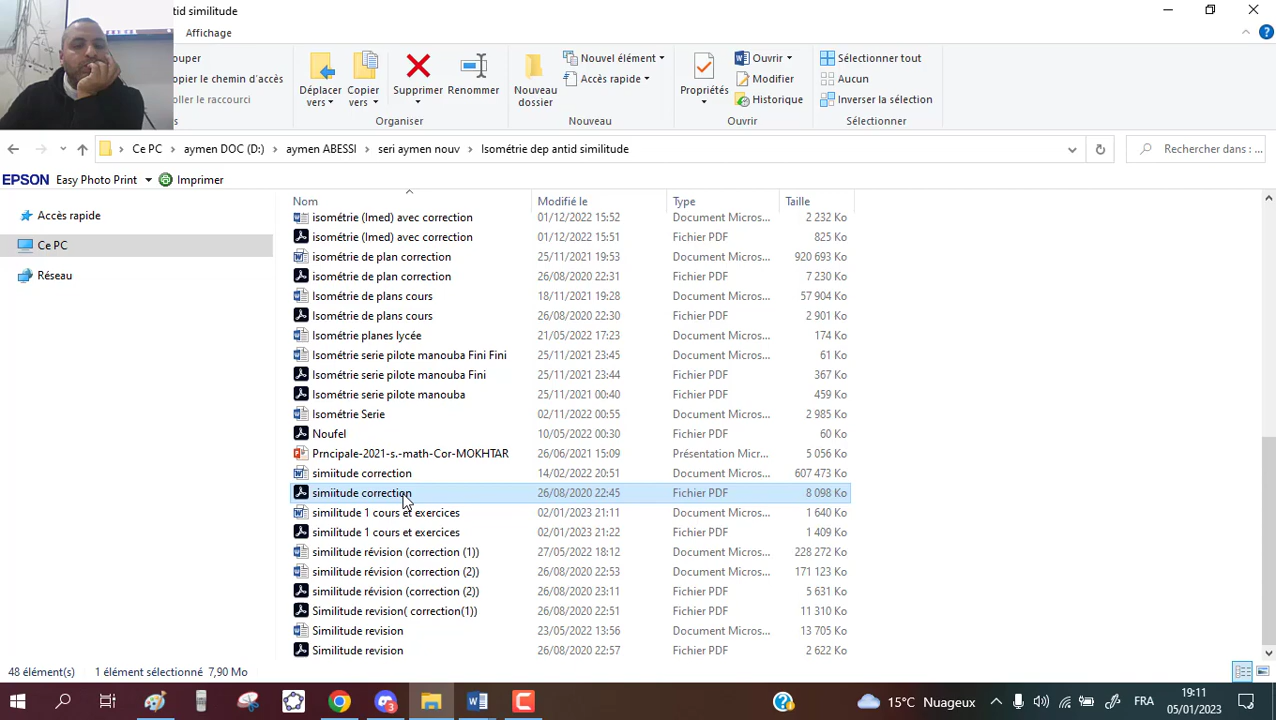 tid similitude
Affichage
ouper
opier le chemin d'accès
oller le raccourci
Déplacer vers
Copier vers
Supprimer
Renommer
Organiser
Nouveau dossier
Nouvel élément
Accès rapide
Nouveau
Propriétés
Ouvrir
Modifier
Historique
Ouvrir
Sélectionner tout
Aucun
Inverser la sélection
Sélectionner
Ce PC > aymen DOC (D:) > aymen ABESSI > seri aymen nouv > Isométrie dep antid similitude
Rechercher dans : ...
EPSON Easy Photo Print Imprimer
Accès rapide
Ce PC
Réseau
Nom Modifié le Type Taille
isométrie (Imed) avec correction 01/12/2022 15:52 Document Micros... 2 232 Ko
isométrie (Imed) avec correction 01/12/2022 15:51 Fichier PDF 825 Ko
isométrie de plan correction 25/11/2021 19:53 Document Micros... 920 693 Ko
isométrie de plan correction 26/08/2020 22:31 Fichier PDF 7 230 Ko
Isométrie de plans cours 18/11/2021 19:28 Document Micros... 57 904 Ko
Isométrie de plans cours 26/08/2020 22:30 Fichier PDF 2 901 Ko
Isométrie planes lycée 21/05/2022 17:23 Document Micros... 174 Ko
Isométrie serie pilote manouba Fini Fini 25/11/2021 23:45 Document Micros... 61 Ko
Isométrie serie pilote manouba Fini 25/11/2021 23:44 Fichier PDF 367 Ko
Isométrie serie pilote manouba 25/11/2021 00:40 Fichier PDF 459 Ko
Isométrie Serie 02/11/2022 00:55 Document Micros... 2 985 Ko
Noufel 10/05/2022 00:30 Fichier PDF 60 Ko
Prncipale-2021-s.-math-Cor-MOKHTAR 26/06/2021 15:09 Présentation Micr... 5 056 Ko
simiitude correction 14/02/2022 20:51 Document Micros... 607 473 Ko
simiitude correction 26/08/2020 22:45 Fichier PDF 8 098 Ko
similitude 1 cours et exercices 02/01/2023 21:11 Document Micros... 1 640 Ko
similitude 1 cours et exercices 02/01/2023 21:22 Fichier PDF 1 409 Ko
similitude révision (correction (1)) 27/05/2022 18:12 Document Micros... 228 272 Ko
similitude révision (correction (2)) 26/08/2020 22:53 Document Micros... 171 123 Ko
similitude révision (correction (2)) 26/08/2020 23:11 Fichier PDF 5 631 Ko
Similitude revision( correction(1)) 26/08/2020 22:51 Fichier PDF 11 310 Ko
Similitude revision 23/05/2022 13:56 Document Micros... 13 705 Ko
Similitude revision 26/08/2020 22:57 Fichier PDF 2 622 Ko
48 élément(s) 1 élément sélectionné 7,90 Mo
15°C Nuageux FRA 19:11
05/01/2023